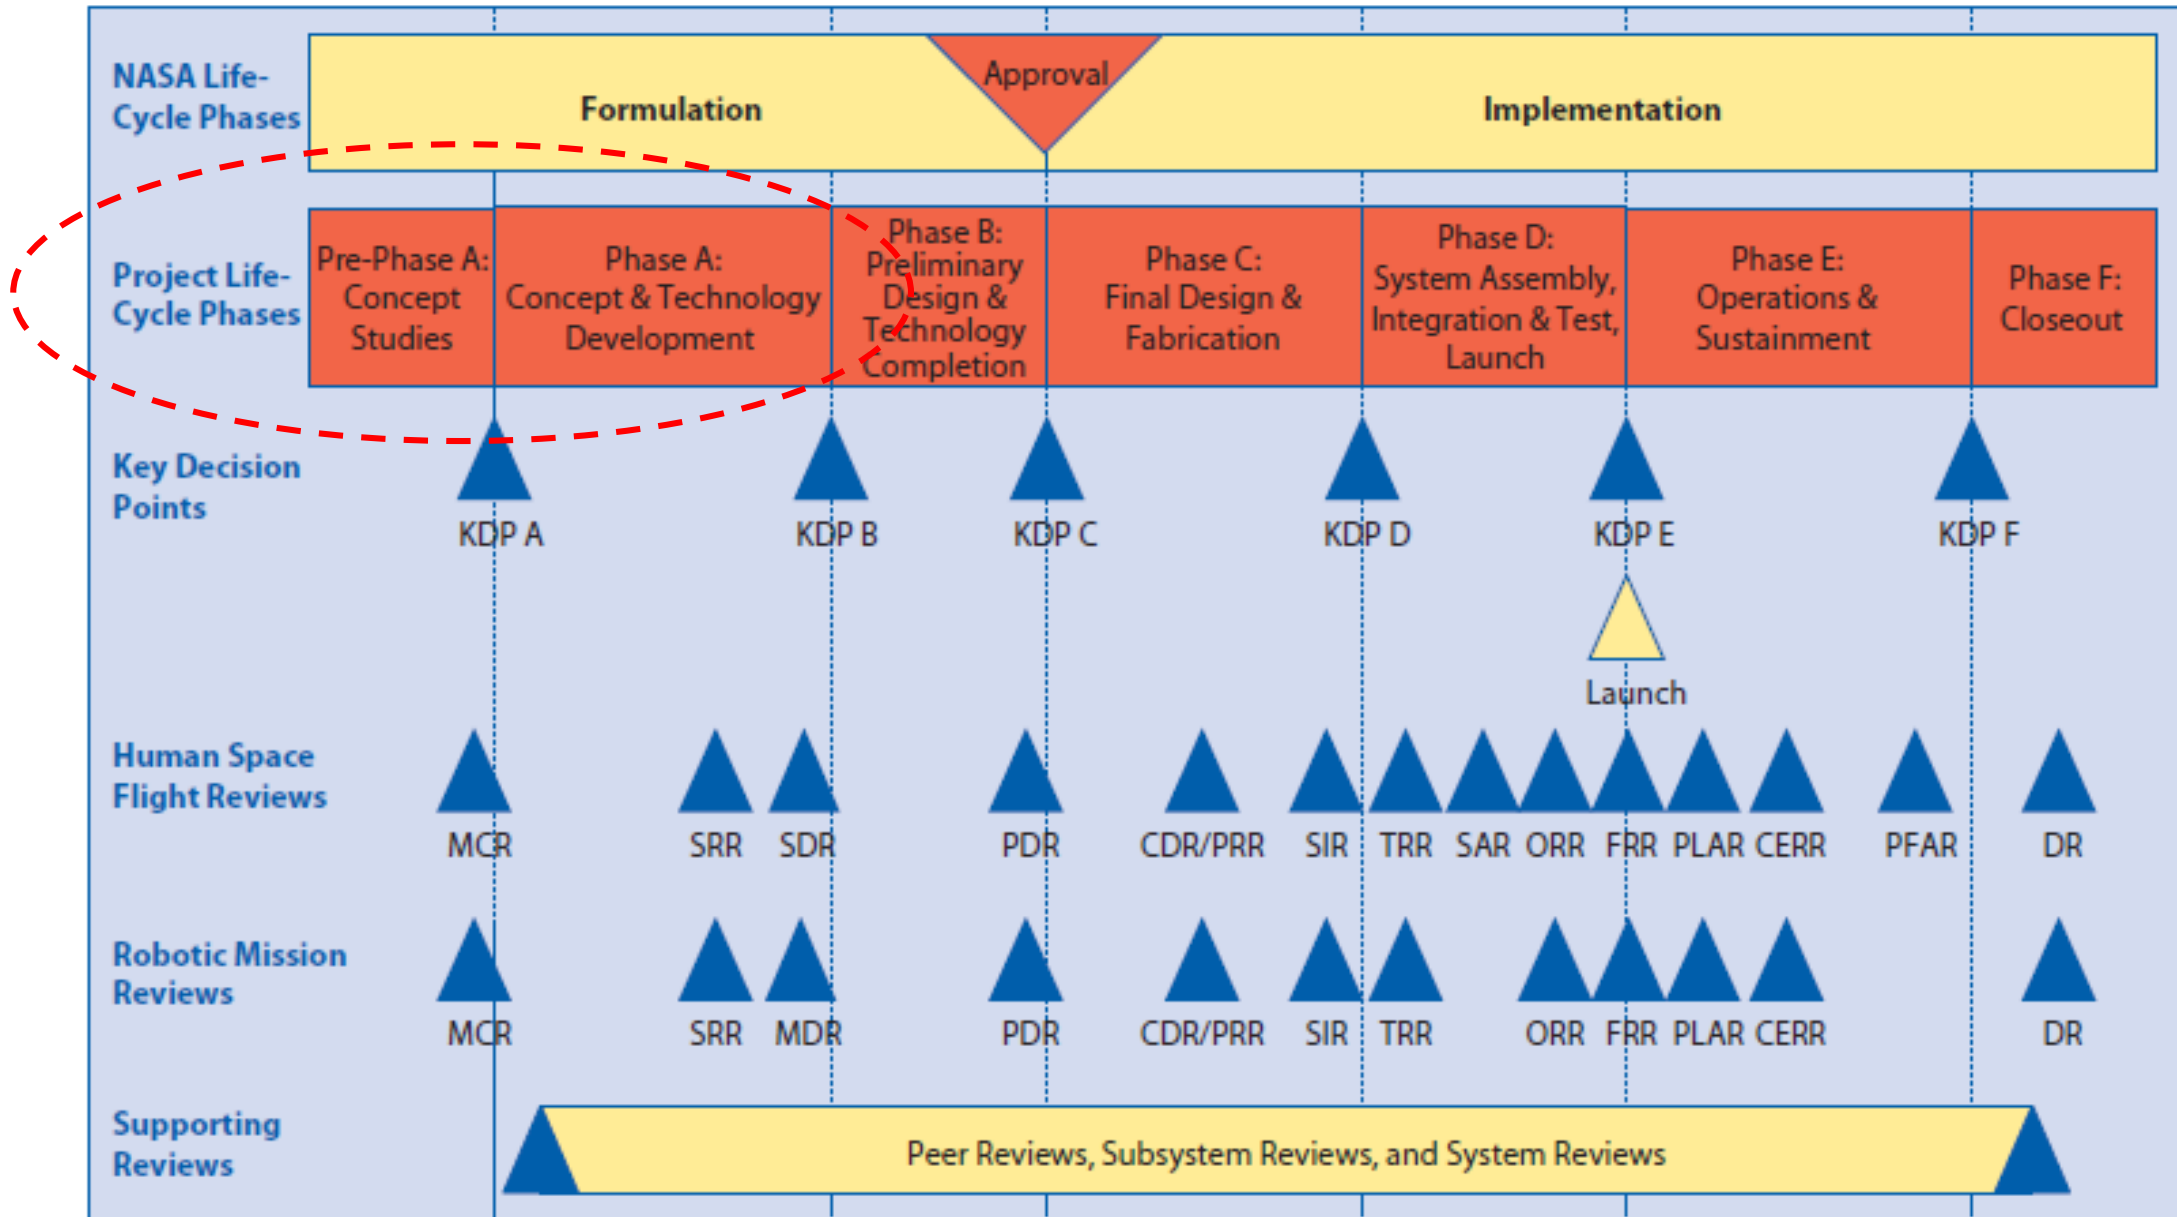 NASA Life-
Cycle Phases
Formulation
Approval
Implementation
Project Life-
Cycle Phases
Pre-Phase A:
Concept
Studies
Phase A:
Concept & Technology
Development
Phase B:
Preliminary
Design &
Technology
Completion
Phase C:
Final Design &
Fabrication
Phase D:
System Assembly,
Integration & Test,
Launch
Phase E:
Operations &
Sustainment
Phase F:
Closeout
Key Decision
Points
KDP A
KDP B
KDP C
KDP D
KDP E
KDP F
Launch
Human Space
Flight Reviews
MCR
SRR
SDR
PDR
CDR/PRR
SIR
TRR
SAR
ORR
FRR
PLAR
CERR
PFAR
DR
Robotic Mission
Reviews
MCR
SRR
MDR
PDR
CDR/PRR
SIR
TRR
ORR
FRR
PLAR
CERR
DR
Supporting
Reviews
Peer Reviews, Subsystem Reviews, and System Reviews